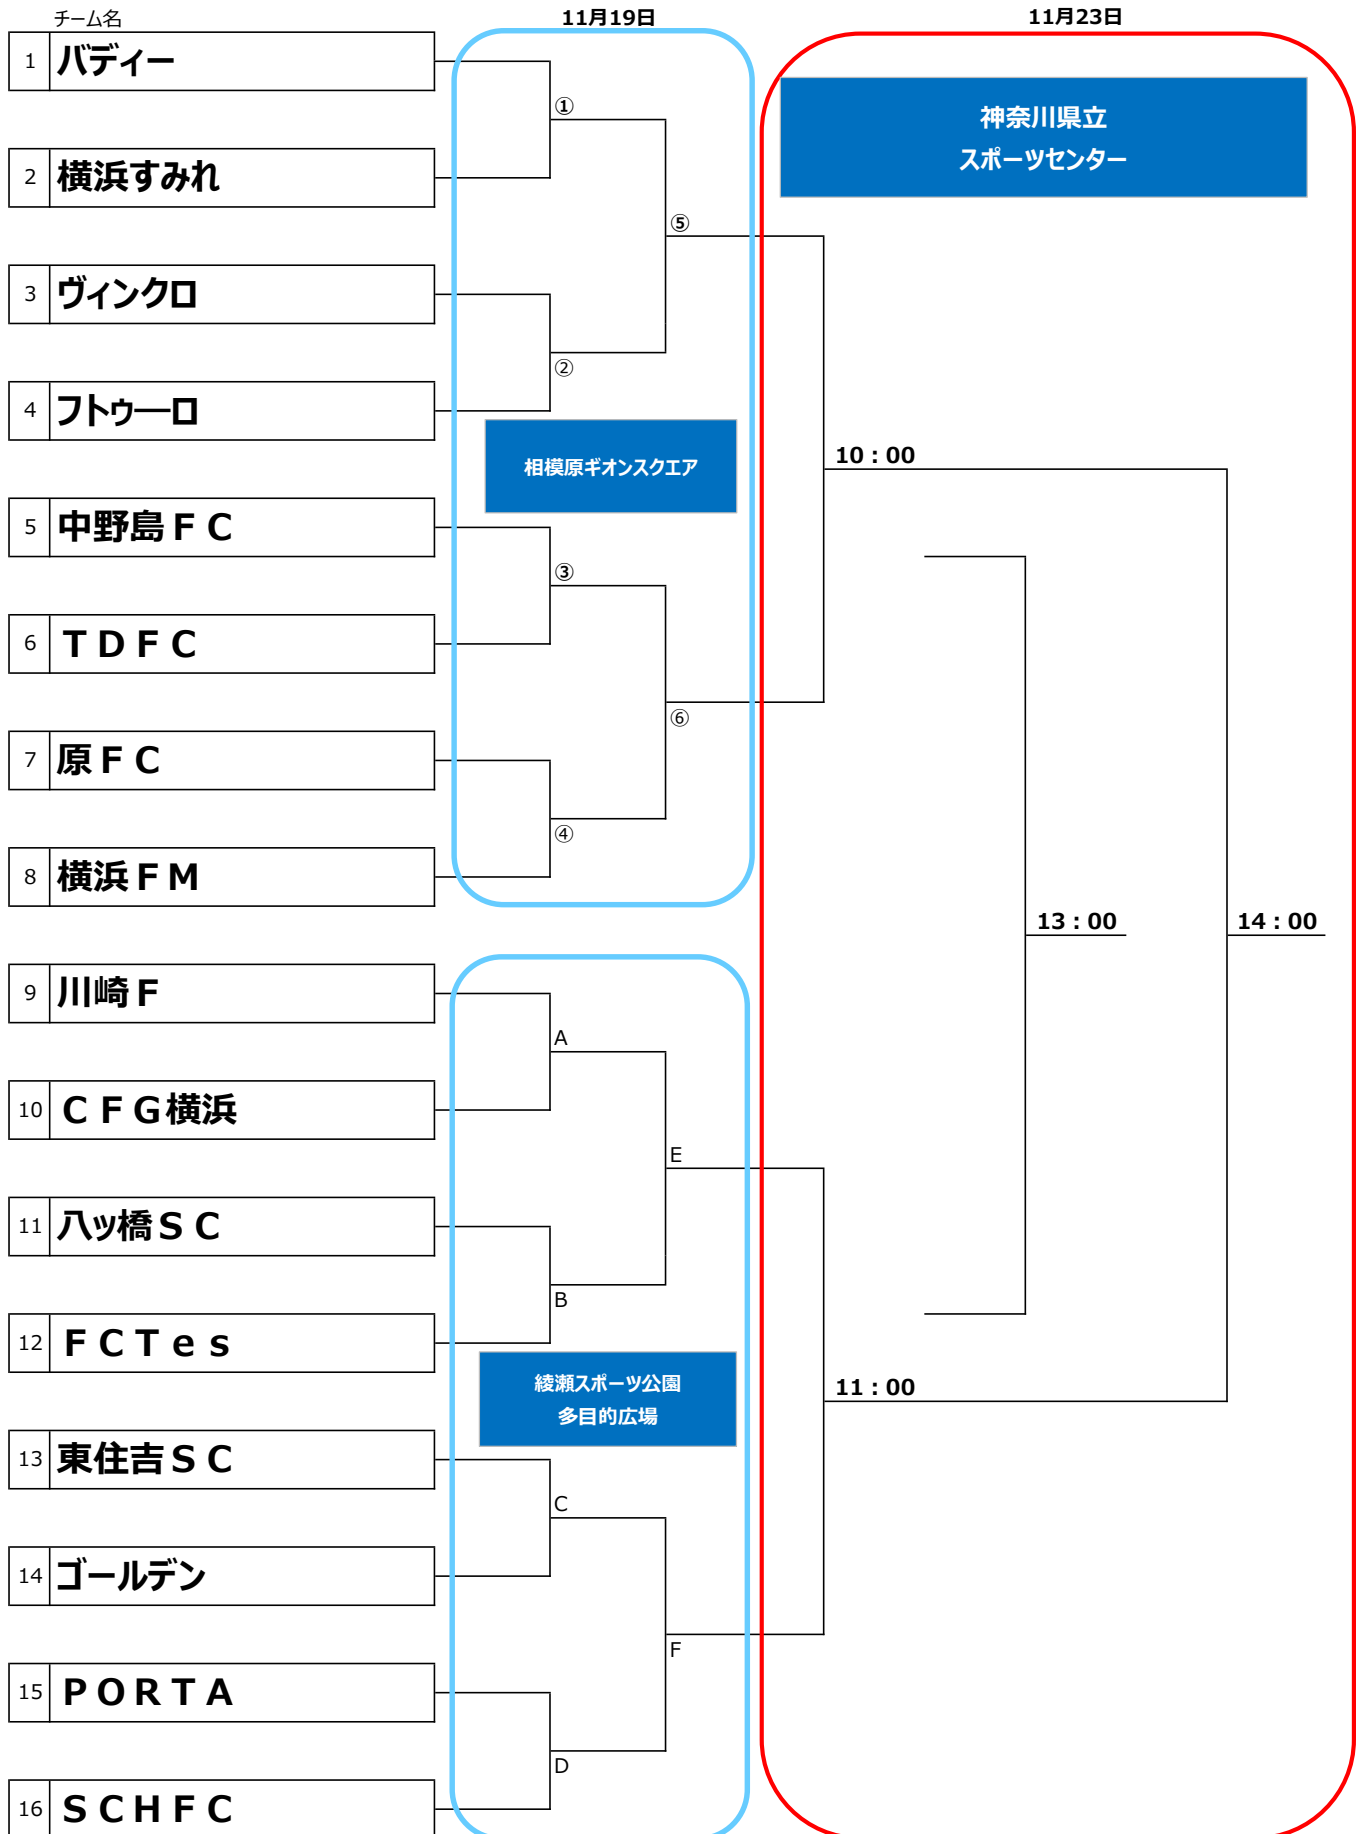 チーム名
11月19日
11月23日
1 バディー
神奈川県立
スポーツセンター
①
2 横浜すみれ
⑤
3 ヴィンクロ
②
4 フトゥーロ
相模原ギオンスクエア
10：00
5 中野島ＦＣ
③
6 ＴＤＦＣ
⑥
7 原ＦＣ
④
8 横浜ＦＭ
13：00
14：00
9 川崎Ｆ
A
10 ＣＦＧ横浜
E
11 八ッ橋ＳＣ
B
12 ＦＣＴｅｓ
綾瀬スポーツ公園
多目的広場
11：00
13 東住吉ＳＣ
C
14 ゴールデン
F
15 ＰＯＲＴＡ
D
16 ＳＣＨＦＣ